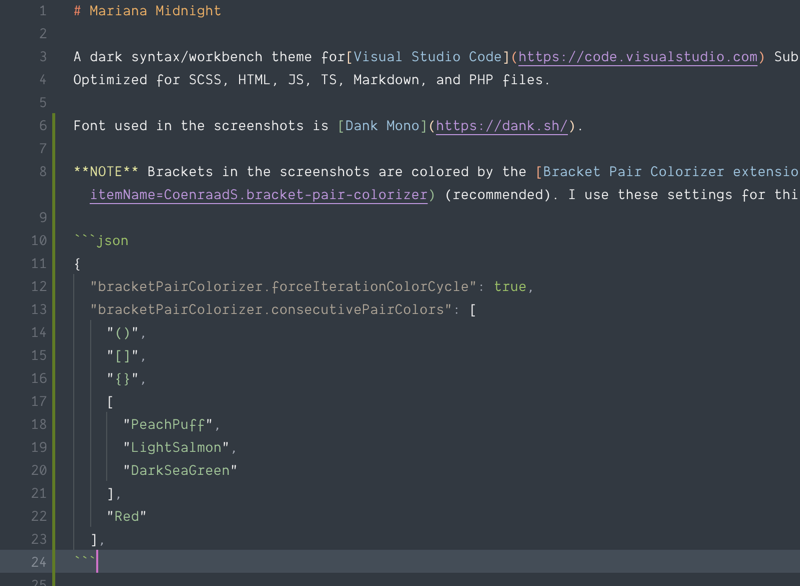 1 # Mariana Midnight
2
3 A dark syntax/workbench theme for[Visual Studio Code](https://code.visualstudio.com) Sub
4 Optimized for SCSS, HTML, JS, TS, Markdown, and PHP files.
5
6 Font used in the screenshots is [Dank Mono](https://dank.sh/).
7
8 **NOTE** Brackets in the screenshots are colored by the [Bracket Pair Colorizer extensio
itemName=CoenraadS.bracket-pair-colorizer) (recommended). I use these settings for thi
9
10 ```json
11 {
12 "bracketPairColorizer.forceIterationColorCycle": true,
13 "bracketPairColorizer.consecutivePairColors": [
14 "()",
15 "[]",
16 "{}",
17 [
18 "PeachPuff",
19 "LightSalmon",
20 "DarkSeaGreen"
21 ],
22 "Red"
23 ],
24 ```
25